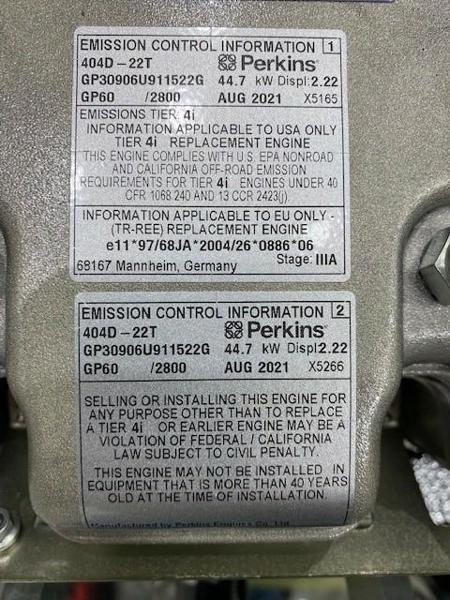 EMISSION CONTROL INFORMATION 1
404D-22T Perkins
GP30906U911522G 44.7 kW Displ:2.22
GP60 /2800 AUG 2021 X5165
EMISSIONS TIER: 4i
INFORMATION APPLICABLE TO USA ONLY
TIER 4i REPLACEMENT ENGINE
THIS ENGINE COMPLIES WITH U.S. EPA NONROAD
AND CALIFORNIA OFF-ROAD EMISSION
REQUIREMENTS FOR TIER 4i ENGINES UNDER 40
CFR 1068.240 AND 13 CCR 2423(j).
INFORMATION APPLICABLE TO EU ONLY -
(TR-REE) REPLACEMENT ENGINE
e11*97/68JA*2004/26*0886*06
68167 Mannheim, Germany Stage: IIIA
EMISSION CONTROL INFORMATION 2
404D-22T Perkins
GP30906U911522G 44.7 kW Displ:2.22
GP60 /2800 AUG 2021 X5266
SELLING OR INSTALLING THIS ENGINE FOR
ANY PURPOSE OTHER THAN TO REPLACE
A TIER 4i OR EARLIER ENGINE MAY BE A
VIOLATION OF FEDERAL / CALIFORNIA
LAW SUBJECT TO CIVIL PENALTY.
THIS ENGINE MAY NOT BE INSTALLED IN
EQUIPMENT THAT IS MORE THAN 40 YEARS
OLD AT THE TIME OF INSTALLATION.
Manufactured by Perkins Engines Co. Ltd